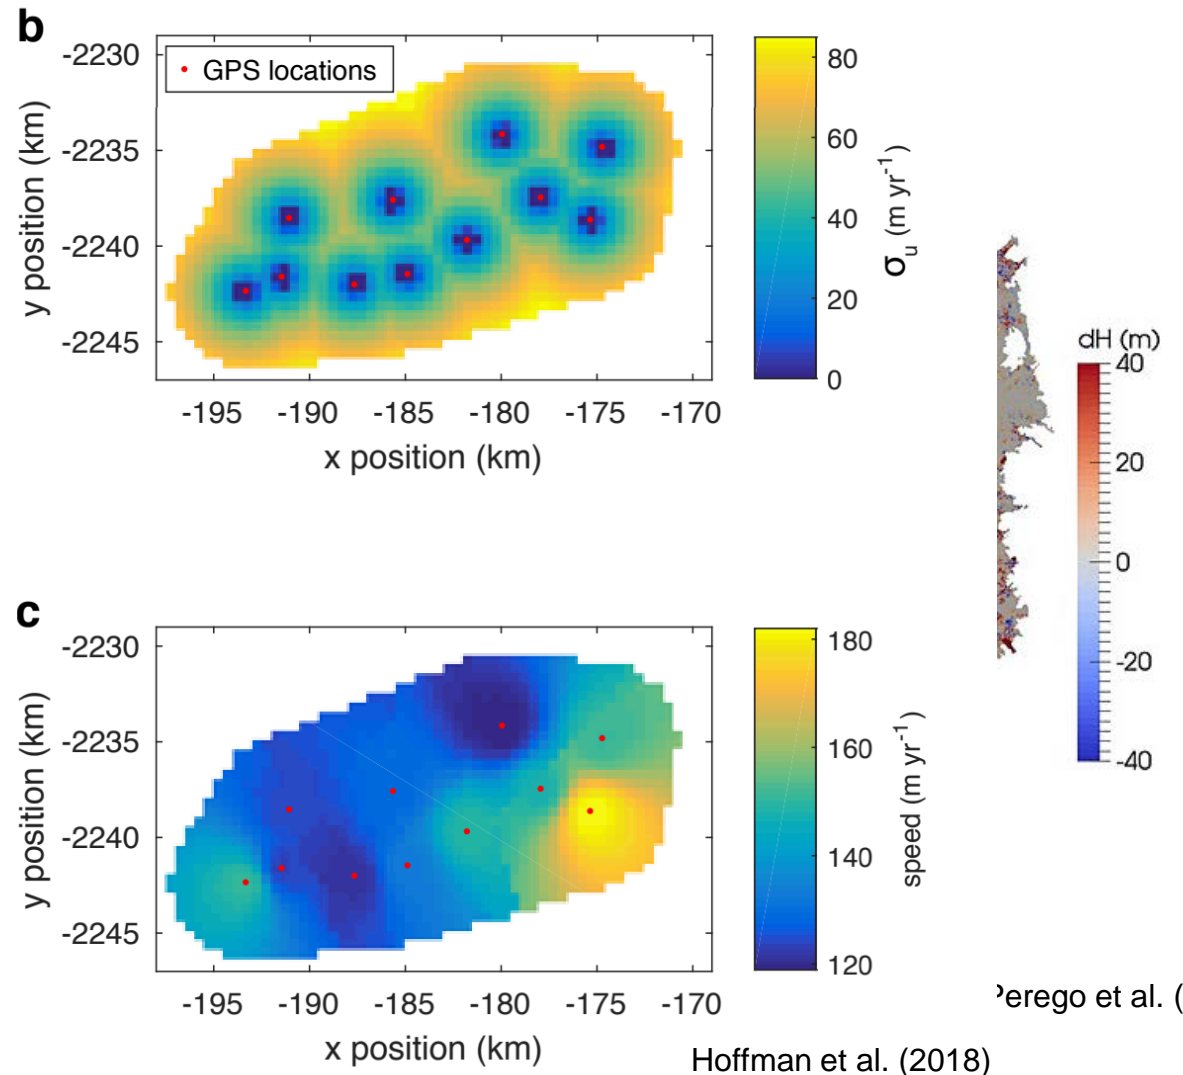 b
GPS locations
-2230
-2235
-2240
-2245
y position (km)
-195 -190 -185 -180 -175 -170
x position (km)
80
60
40
20
0
σu (m yr-1)
dH (m)
40
20
0
-20
-40
c
-2230
-2235
-2240
-2245
y position (km)
-195 -190 -185 -180 -175 -170
x position (km)
180
160
140
120
speed (m yr-1)
Perego et al. (
Hoffman et al. (2018)